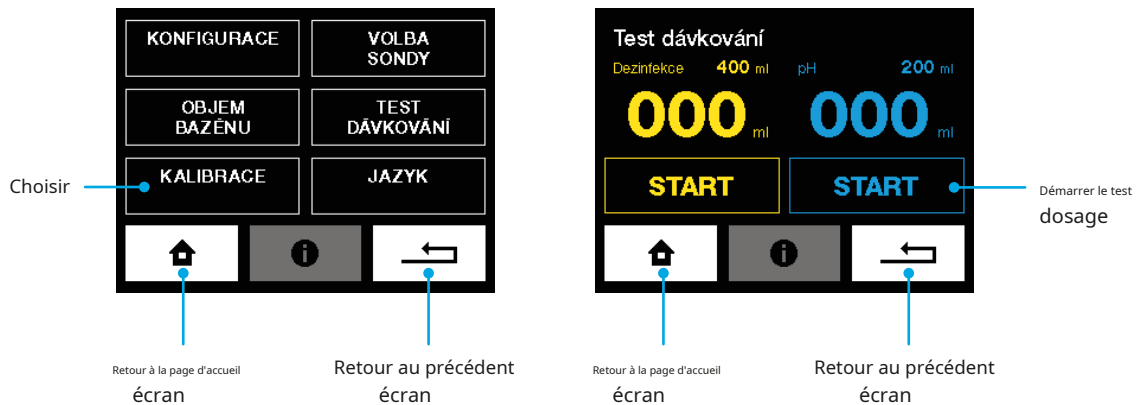 KONFIGURACE
VOLBA
SONDY
OBJEM
BAZÉNU
TEST
DÁVKOVÁNÍ
KALIBRACE
JAZYK
Choisir
Retour à la page d'accueil
écran
Retour au précédent
écran
Test dávkování
Dezinfekce 400 ml
pH 200 ml
000 ml
000 ml
START
START
Démarrer le test
dosage
Retour à la page d'accueil
écran
Retour au précédent
écran